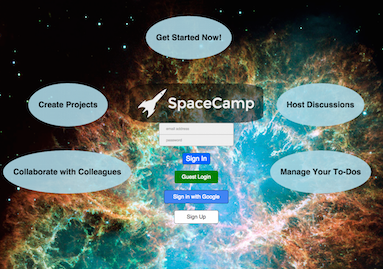 Get Started Now!
Create Projects
SpaceCamp
Host Discussions
email address
password
Collaborate with Colleagues
Sign In
Manage Your To-Dos
Guest Login
Sign in with Google
Sign Up